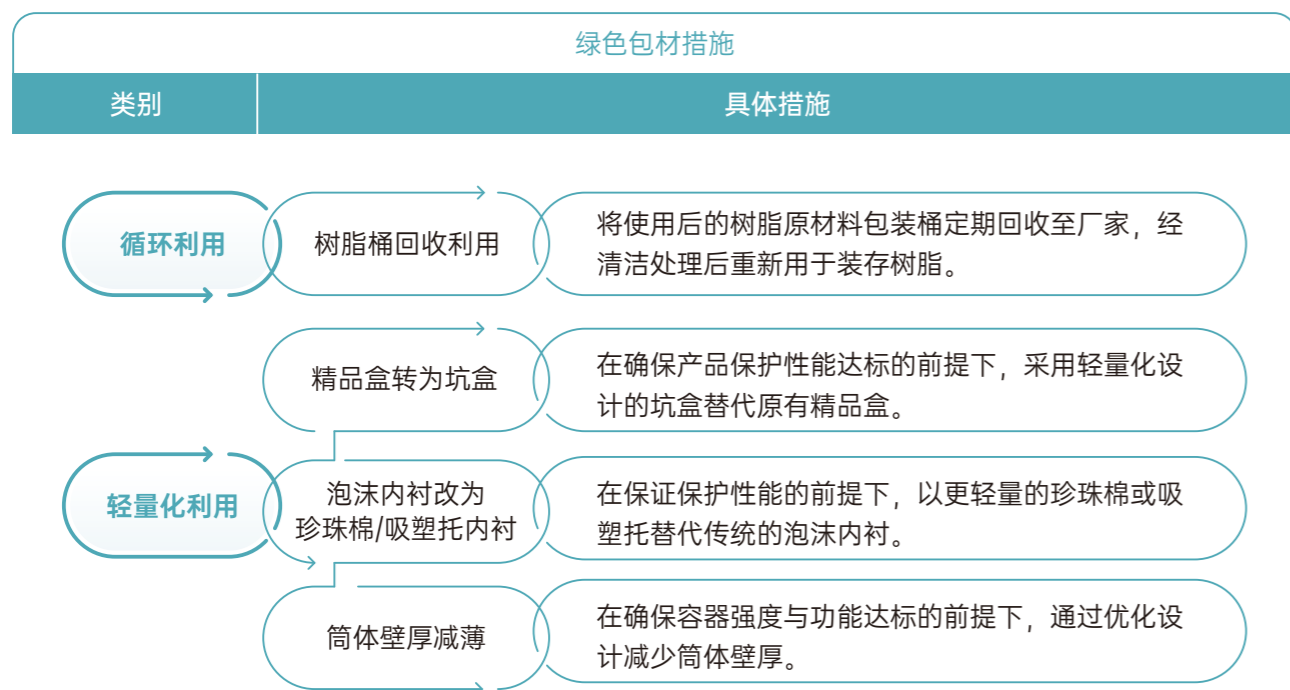 绿色包材措施
类别
具体措施
循环利用
树脂桶回收利用
将使用后的树脂原材料包装桶定期回收至厂家，经
清洁处理后重新用于装存树脂。
精品盒转为坑盒
在确保产品保护性能达标的前提下，采用轻量化设
计的坑盒替代原有精品盒。
轻量化利用
泡沫内衬改为
珍珠棉/吸塑托内衬
在保证保护性能的前提下，以更轻量的珍珠棉或吸
塑托替代传统的泡沫内衬。
筒体壁厚减薄
在确保容器强度与功能达标的前提下，通过优化设
计减少筒体壁厚。